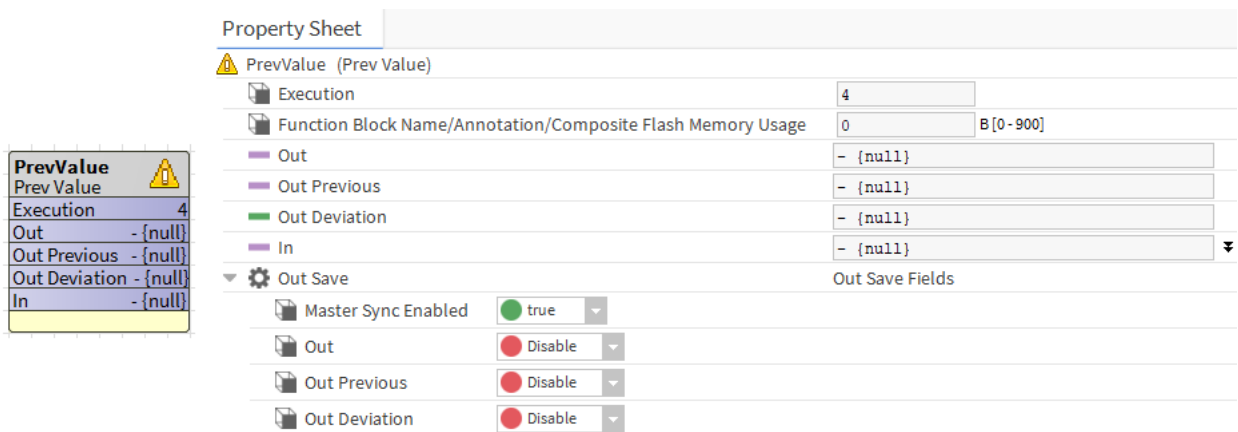 PrevValue
Prev Value
Execution 4
Out - {null}
Out Previous - {null}
Out Deviation - {null}
In - {null}
Property Sheet
PrevValue (Prev Value)
Execution 4
Function Block Name/Annotation/Composite Flash Memory Usage 0 B [0 - 900]
Out - {null}
Out Previous - {null}
Out Deviation - {null}
In - {null}
Out Save Out Save Fields
Master Sync Enabled true
Out Disable
Out Previous Disable
Out Deviation Disable